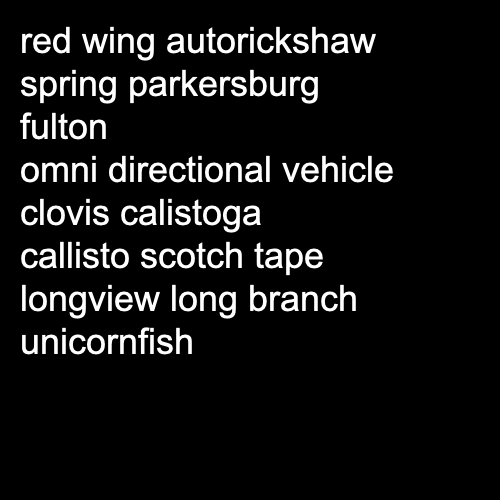 red wing autorickshaw
spring parkersburg
fulton
omni directional vehicle
clovis calistoga
callisto scotch tape
longview long branch
unicornfish